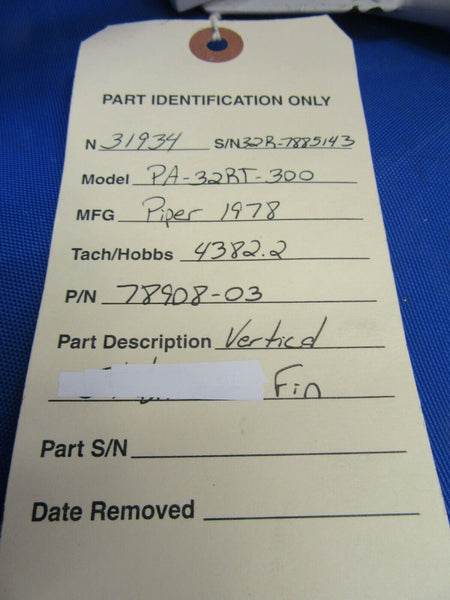 PART IDENTIFICATION ONLY
N 31934 S/N 32R-7885143
Model PA-32RT-300
MFG Piper 1978
Tach/Hobbs 4382.2
P/N 78908-03
Part Description Vertical
Fin
Part S/N
Date Removed